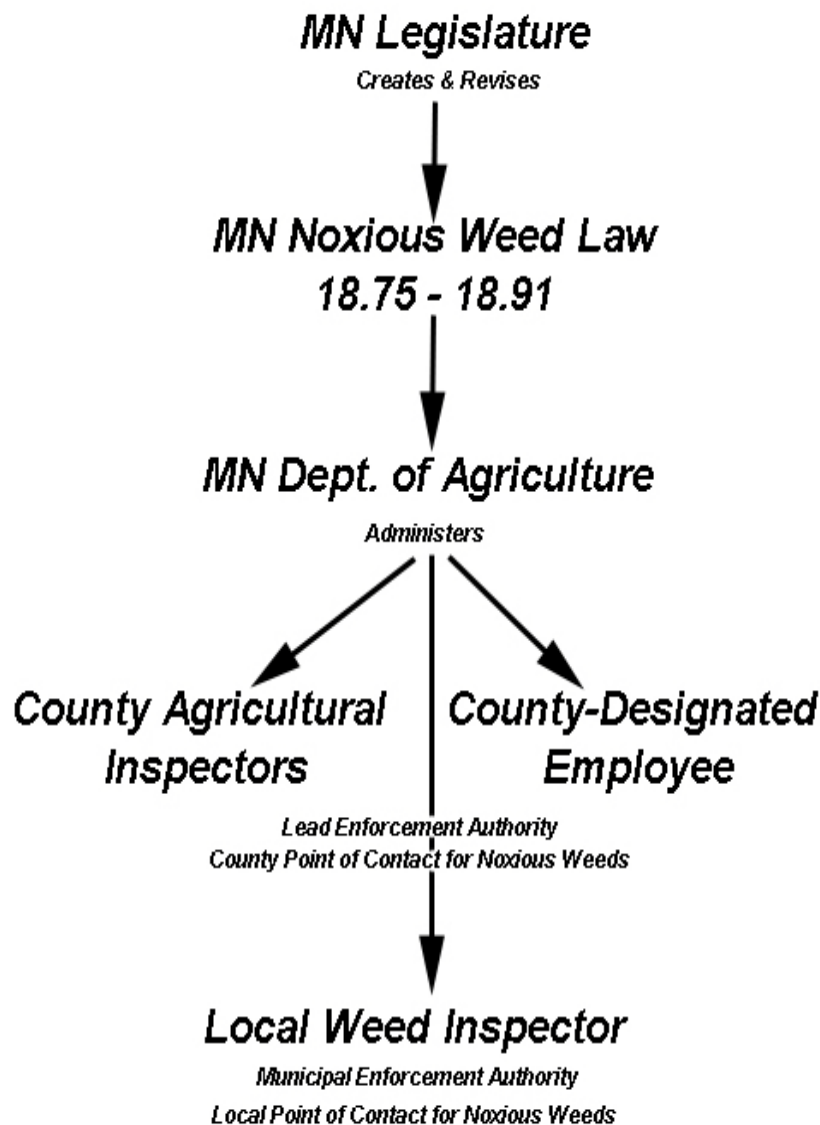 MN Legislature
Creates & Revises
MN Noxious Weed Law
18.75 - 18.91
MN Dept. of Agriculture
Administers
County Agricultural
Inspectors
County-Designated
Employee
Lead Enforcement Authority
County Point of Contact for Noxious Weeds
Local Weed Inspector
Municipal Enforcement Authority
Local Point of Contact for Noxious Weeds